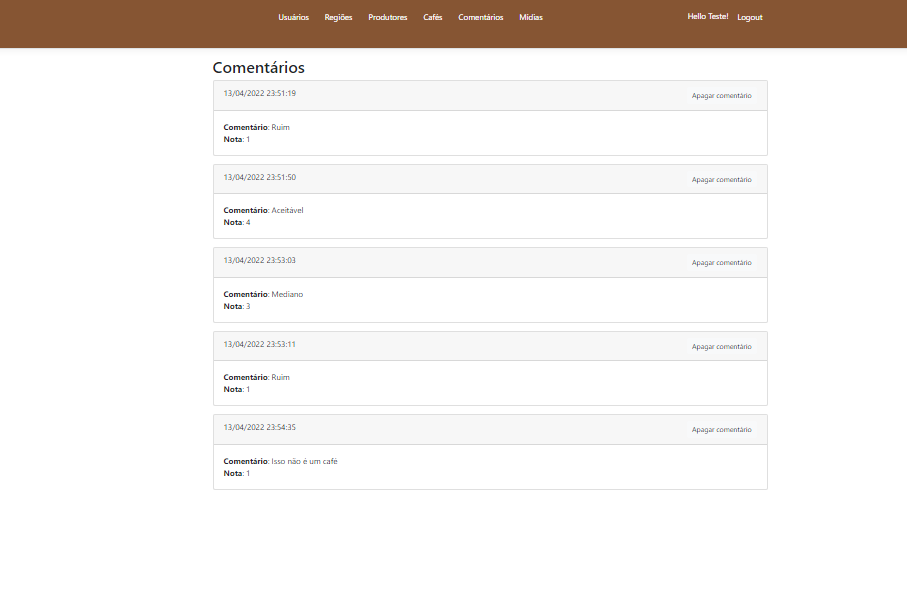 Usuários Regiões Produtores Cafés Comentários Mídias Hello Teste! Logout
Comentários
13/04/2022 23:51:19 Apagar comentário
Comentário: Ruim
Nota: 1
13/04/2022 23:51:50 Apagar comentário
Comentário: Aceitável
Nota: 4
13/04/2022 23:53:03 Apagar comentário
Comentário: Mediano
Nota: 3
13/04/2022 23:53:11 Apagar comentário
Comentário: Ruim
Nota: 1
13/04/2022 23:54:35 Apagar comentário
Comentário: Isso não é um café
Nota: 1